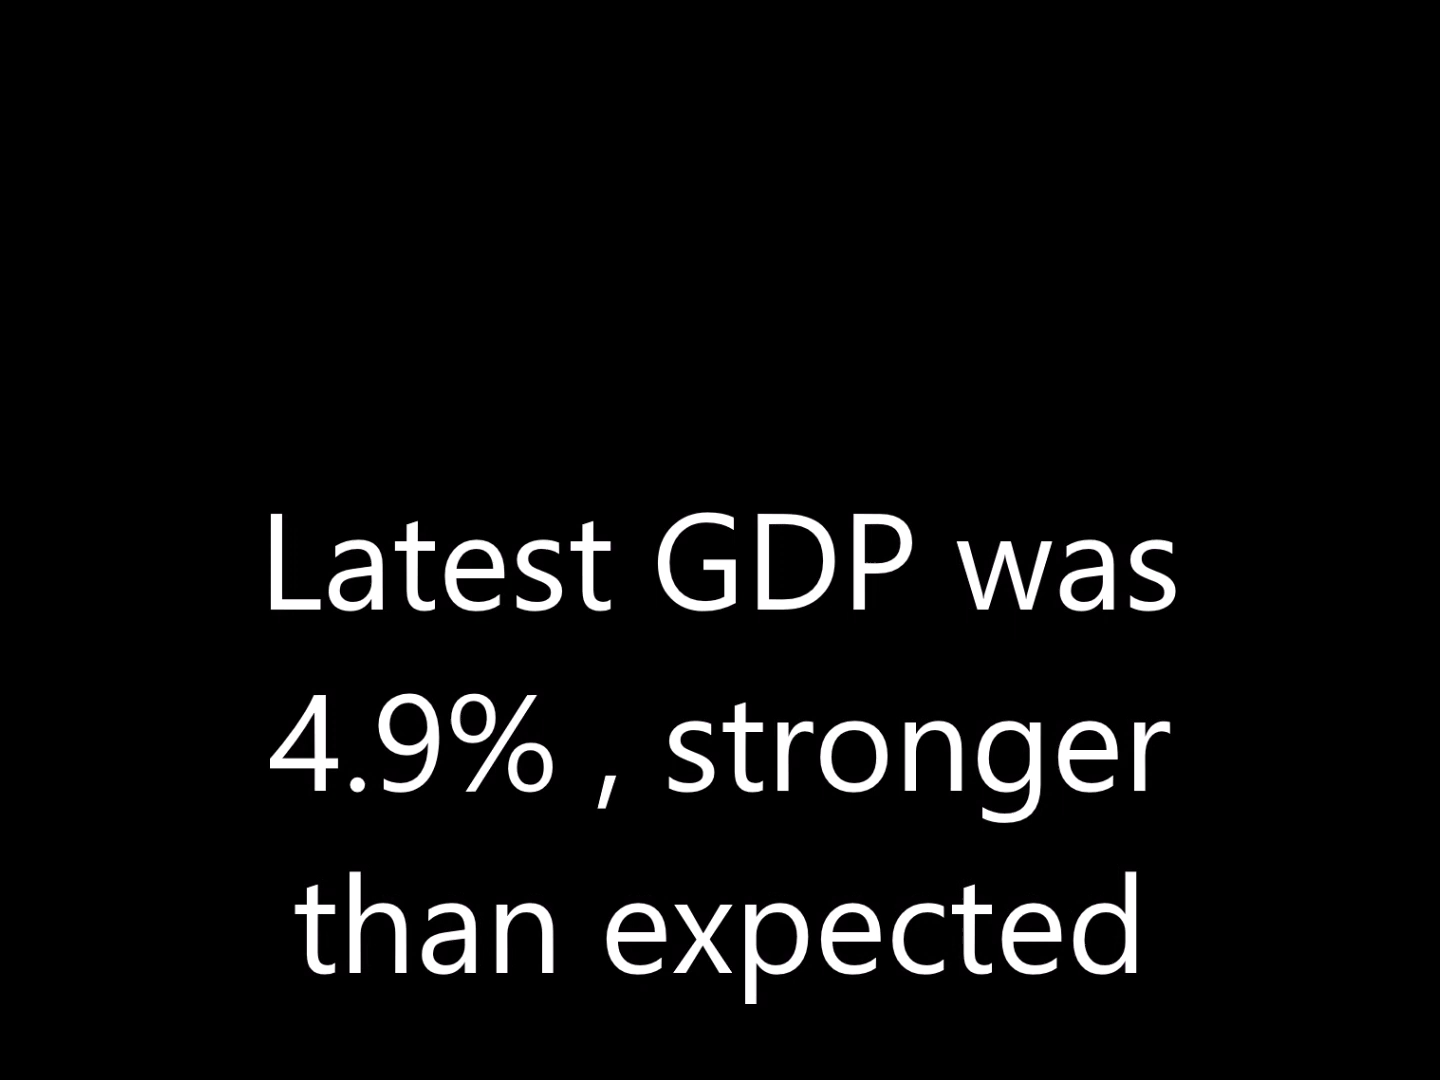 Latest GDP was
4.9% , stronger
than expected